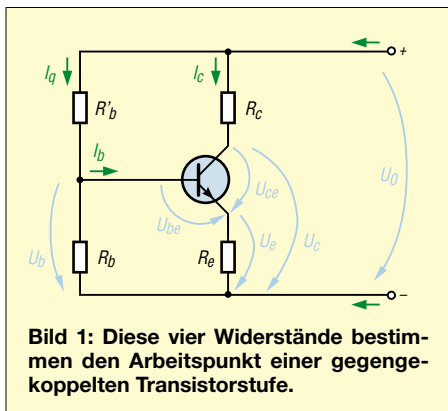 +
I_q
I_c
R'_b
R_c
I_b
U_0
U_ce
U_be
U_b
R_b
R_e
U_e
U_c
–
Bild 1: Diese vier Widerstände bestim-
men den Arbeitspunkt einer gegenge-
koppelten Transistorstufe.